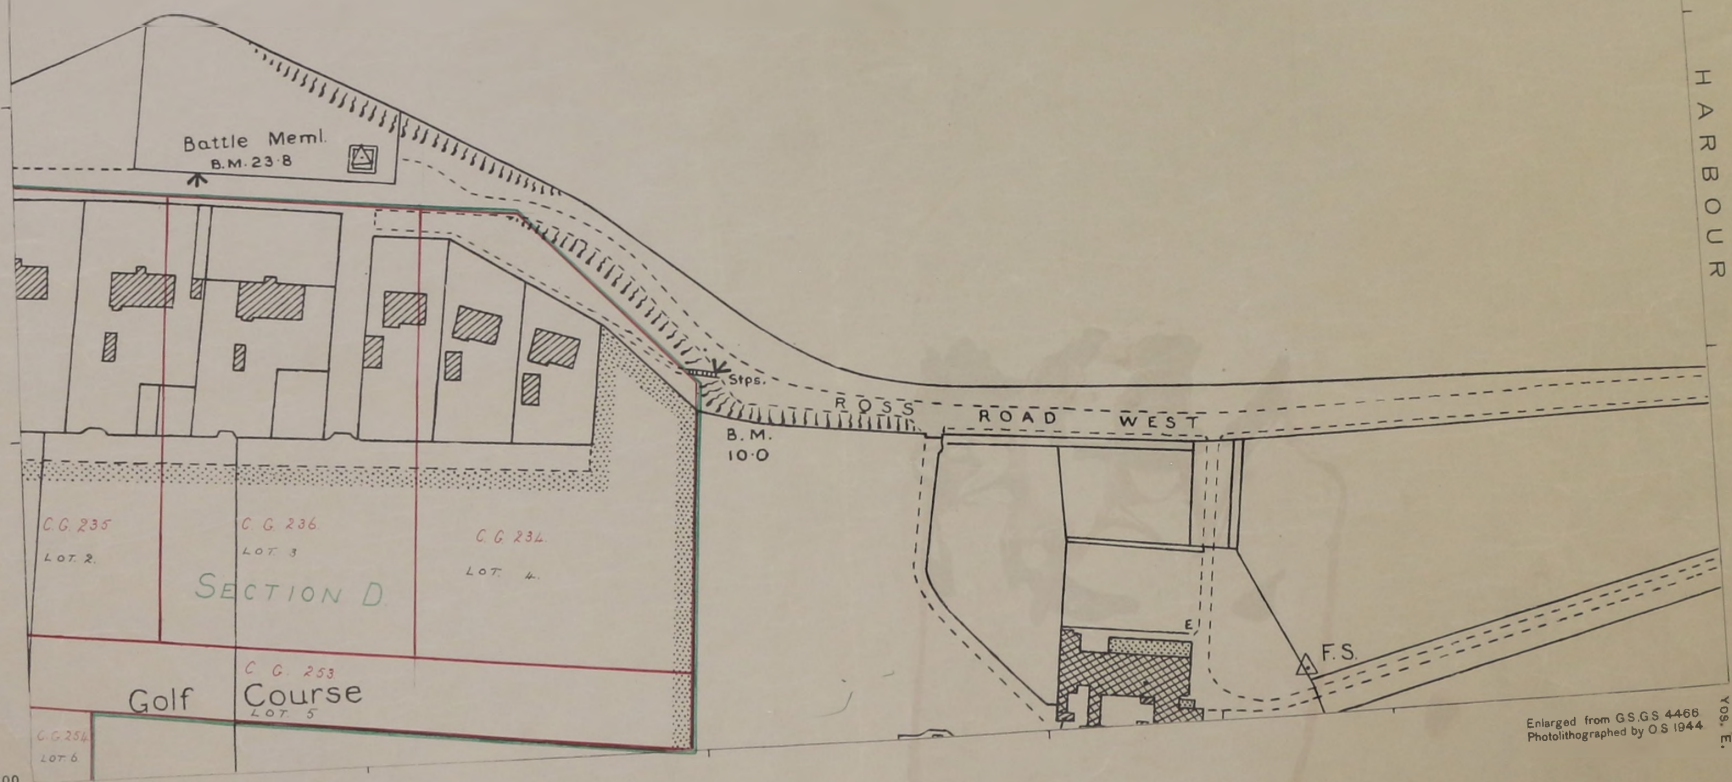 HARBOUR
Battle Meml.
B.M. 23·8
Stps.
ROSS ROAD WEST
B.M.
10·0
C.G. 235
LOT. 2.
C G 236
LOT. 3
C G 234
LOT 4.
SECTION D
E
F.S.
C G. 253
Golf Course
LOT 5
C.G. 254
LOT 6
Enlarged from G.S.G.S 4466
Photolithographed by O.S 1944